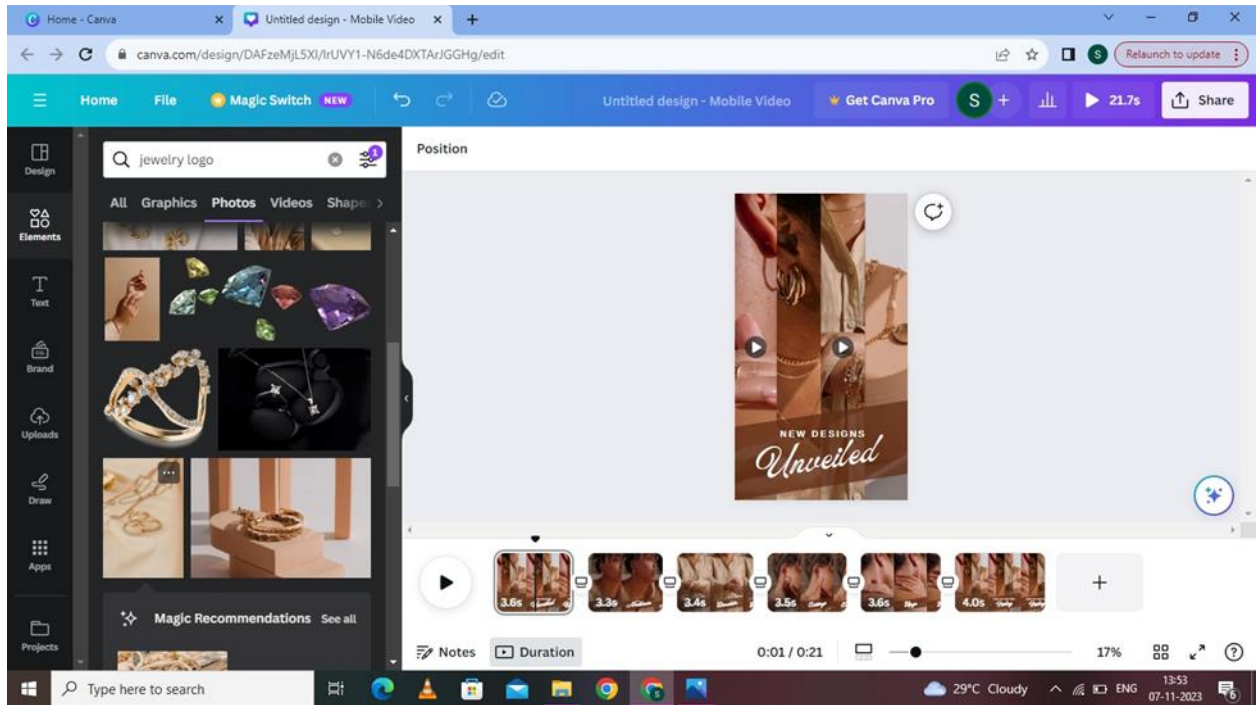 Home - Canva
Untitled design - Mobile Video
canva.com/design/DAFzeMjL5XI/IrUVY1-N6de4DXTArJGGHg/edit
S
Relaunch to update
Home
File
Magic Switch
NEW
Untitled design - Mobile Video
Get Canva Pro
S
21.7s
Share
Design
Elements
Text
Brand
Uploads
Draw
Apps
Projects
jewelry logo
1
All Graphics Photos Videos Shape
Magic Recommendations See all
Position
NEW DESIGNS
Unveiled
3.6s
3.3s
3.4s
3.5s
3.6s
4.0s
Notes
Duration
0:01 / 0:21
17%
Type here to search
29°C Cloudy
ENG
13:53
07-11-2023
6